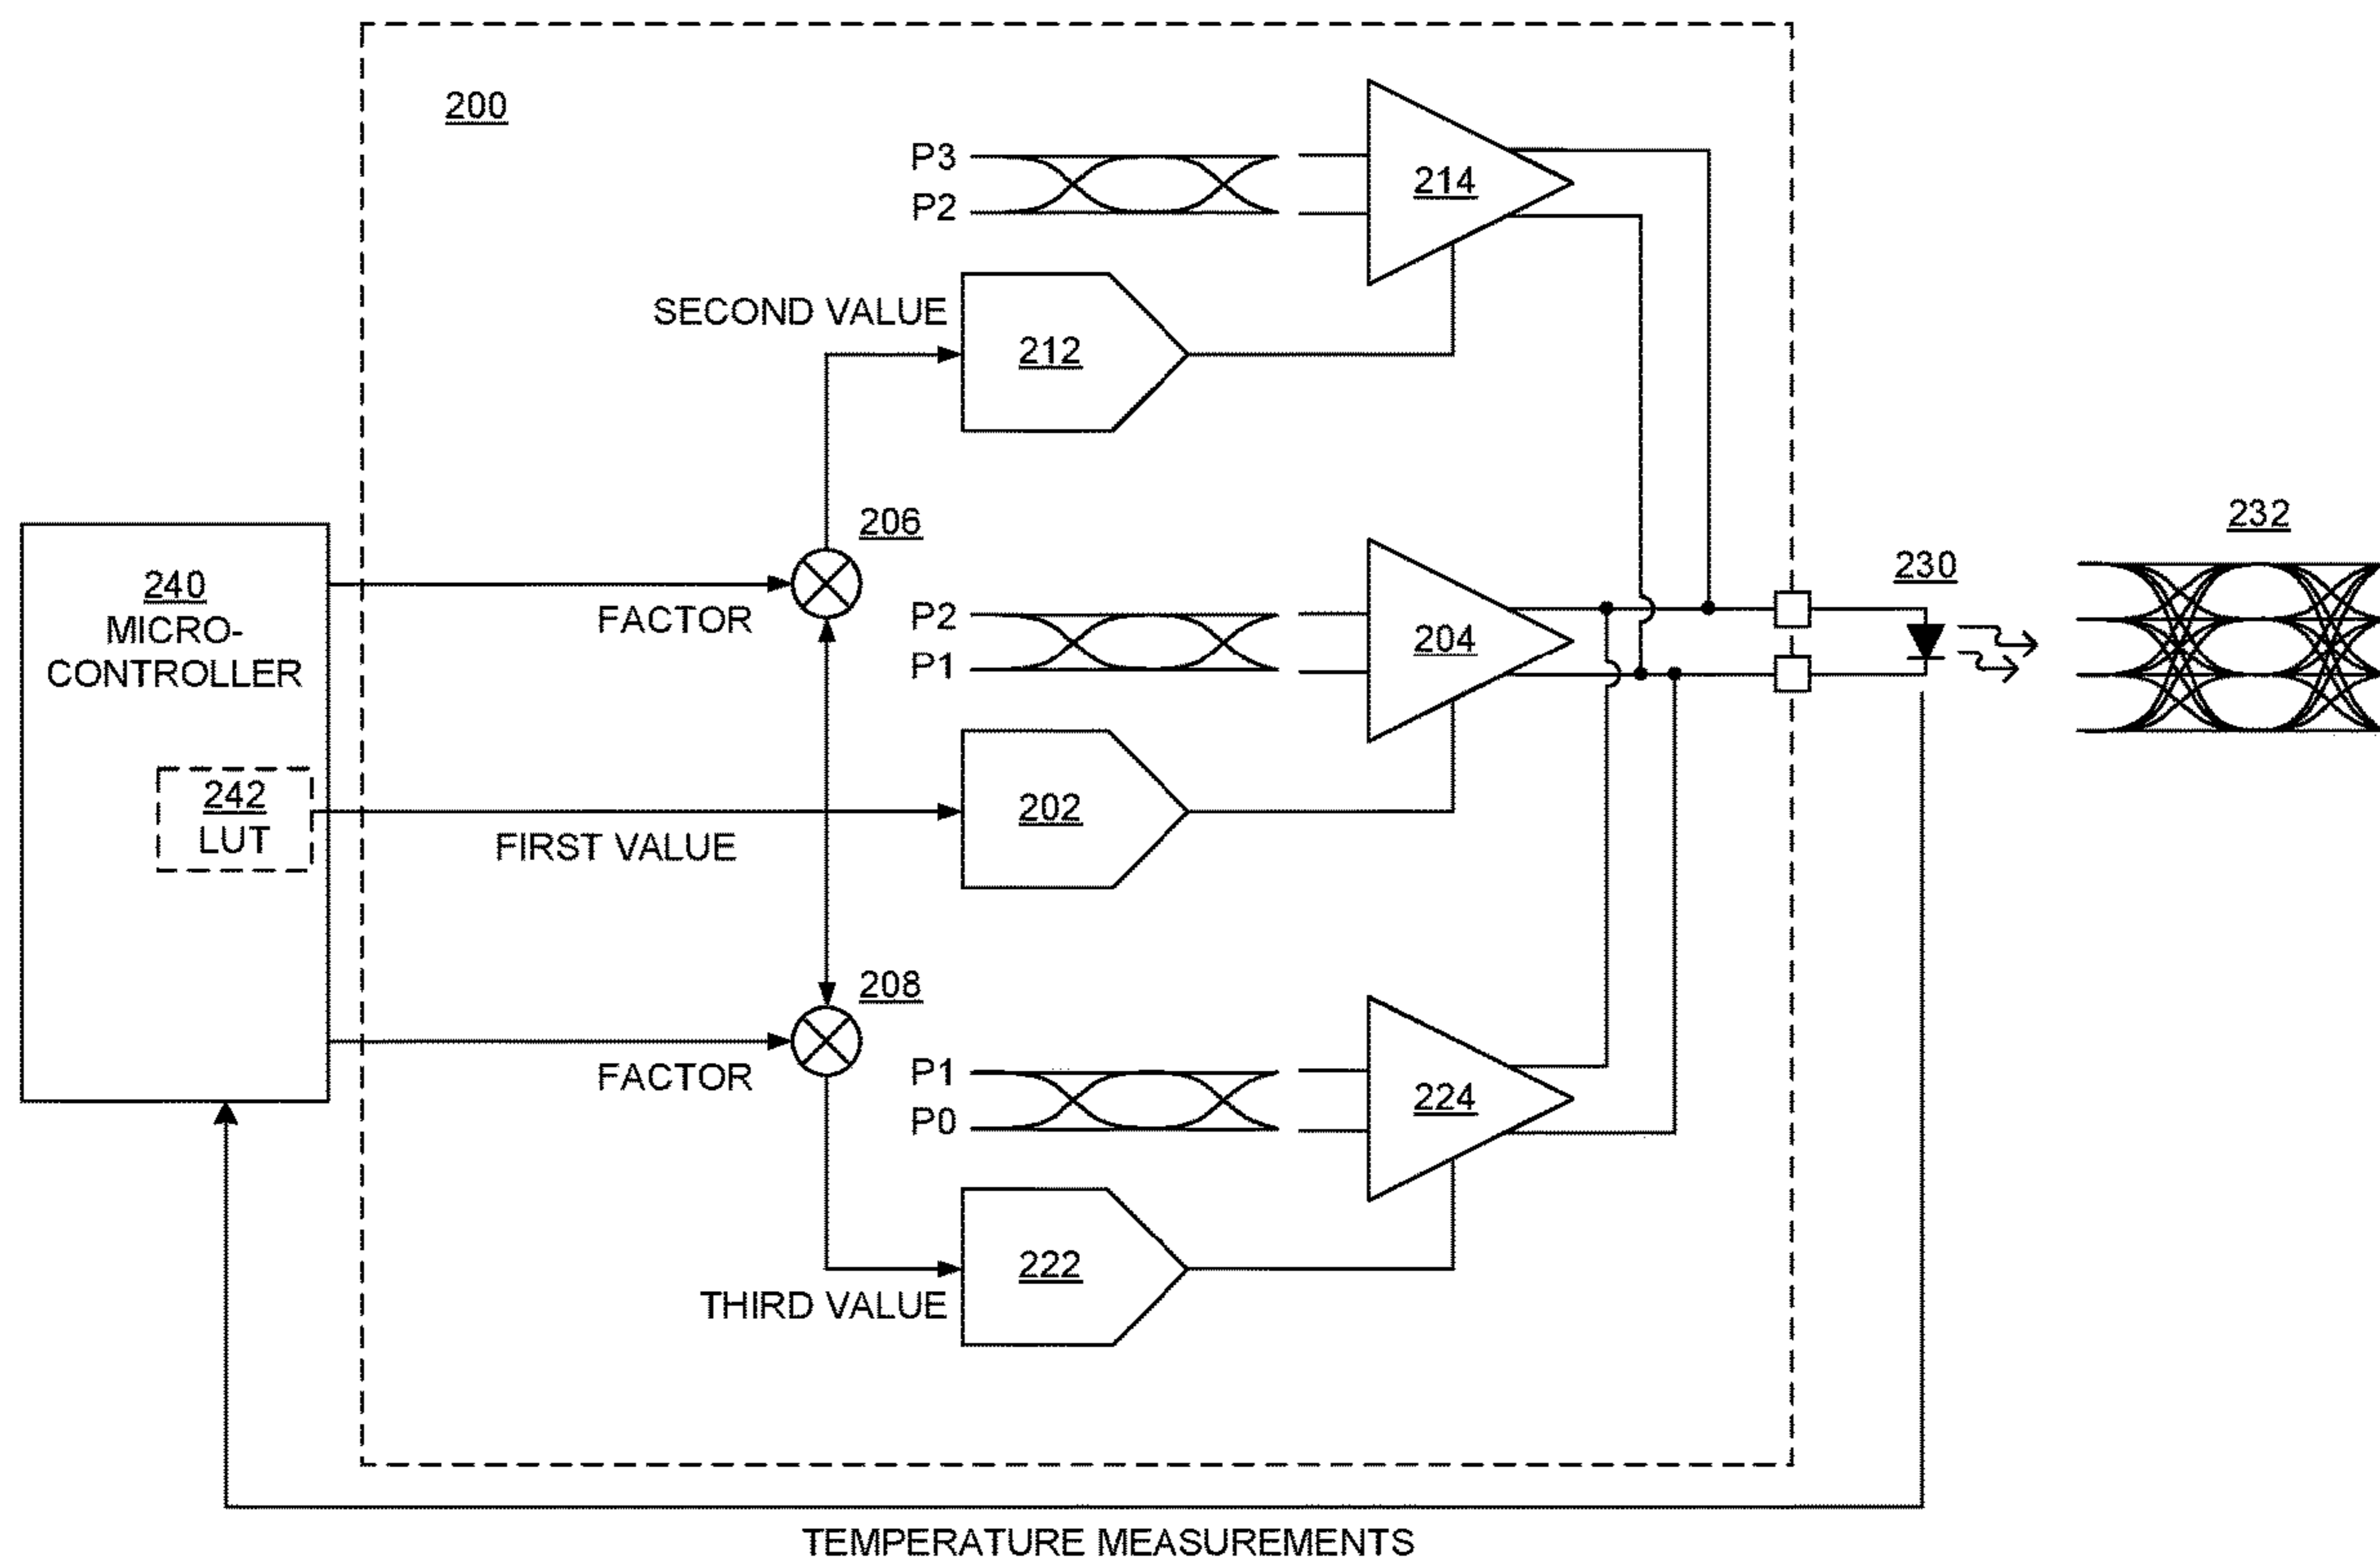 200
P3
P2
214
SECOND VALUE
212
206
240
MICRO-
CONTROLLER
FACTOR
P2
P1
204
230
232
242
LUT
FIRST VALUE
202
208
FACTOR
P1
P0
224
222
THIRD VALUE
TEMPERATURE MEASUREMENTS